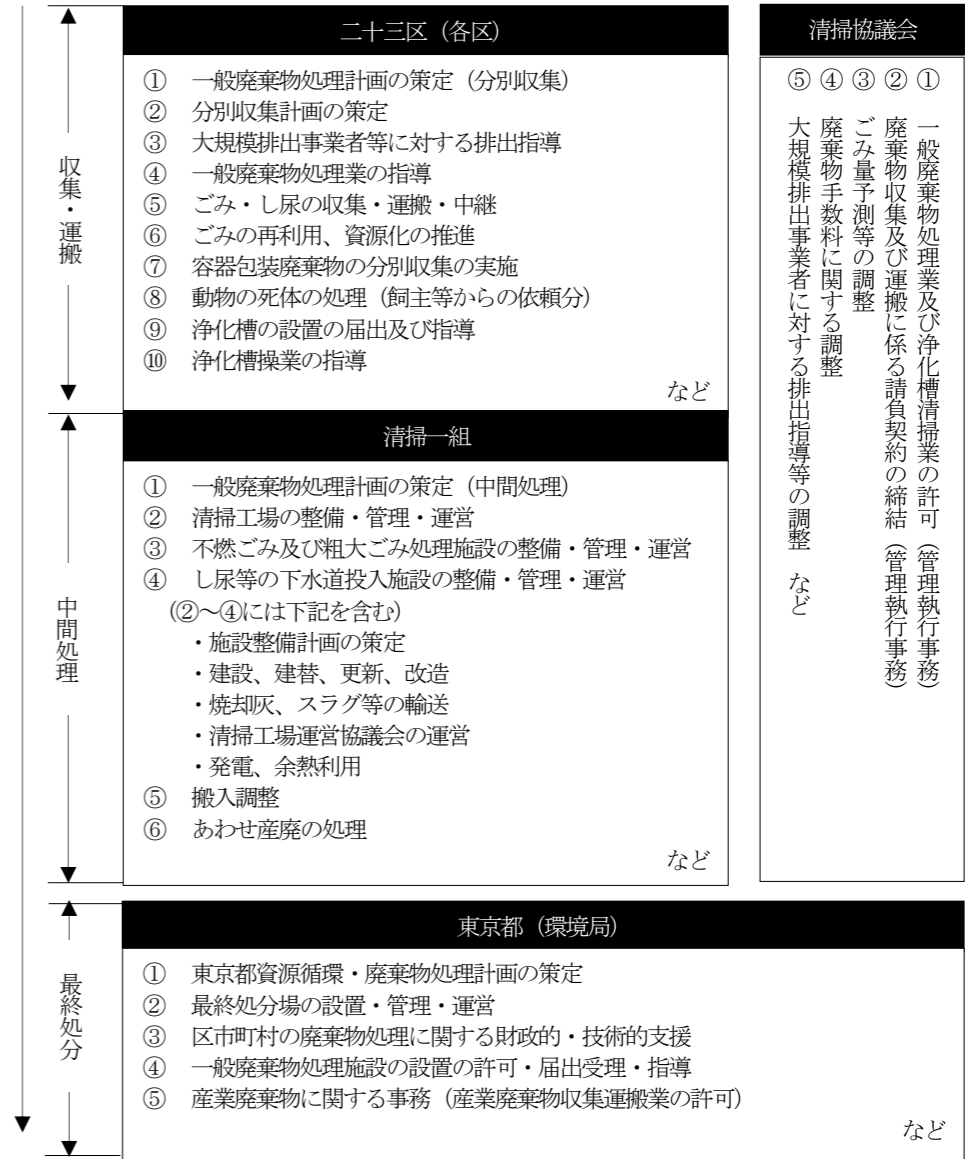 収集・運搬
二十三区（各区）
① 一般廃棄物処理計画の策定（分別収集）
② 分別収集計画の策定
③ 大規模排出事業者等に対する排出指導
④ 一般廃棄物処理業の指導
⑤ ごみ・し尿の収集・運搬・中継
⑥ ごみの再利用、資源化の推進
⑦ 容器包装廃棄物の分別収集の実施
⑧ 動物の死体の処理（飼主等からの依頼分）
⑨ 浄化槽の設置の届出及び指導
⑩ 浄化槽操業の指導
など
清掃協議会
① 一般廃棄物処理業及び浄化槽清掃業の許可（管理執行事務）
② 廃棄物収集及び運搬に係る請負契約の締結（管理執行事務）
③ ごみ量予測等の調整
④ 廃棄物手数料に関する調整
⑤ 大規模排出事業者に対する排出指導等の調整 など
中間処理
清掃一組
① 一般廃棄物処理計画の策定（中間処理）
② 清掃工場の整備・管理・運営
③ 不燃ごみ及び粗大ごみ処理施設の整備・管理・運営
④ し尿等の下水道投入施設の整備・管理・運営
（②～④には下記を含む）
・施設整備計画の策定
・建設、建替、更新、改造
・焼却灰、スラグ等の輸送
・清掃工場運営協議会の運営
・発電、余熱利用
⑤ 搬入調整
⑥ あわせ産廃の処理
など
最終処分
東京都（環境局）
① 東京都資源循環・廃棄物処理計画の策定
② 最終処分場の設置・管理・運営
③ 区市町村の廃棄物処理に関する財政的・技術的支援
④ 一般廃棄物処理施設の設置の許可・届出受理・指導
⑤ 産業廃棄物に関する事務（産業廃棄物収集運搬業の許可）
など